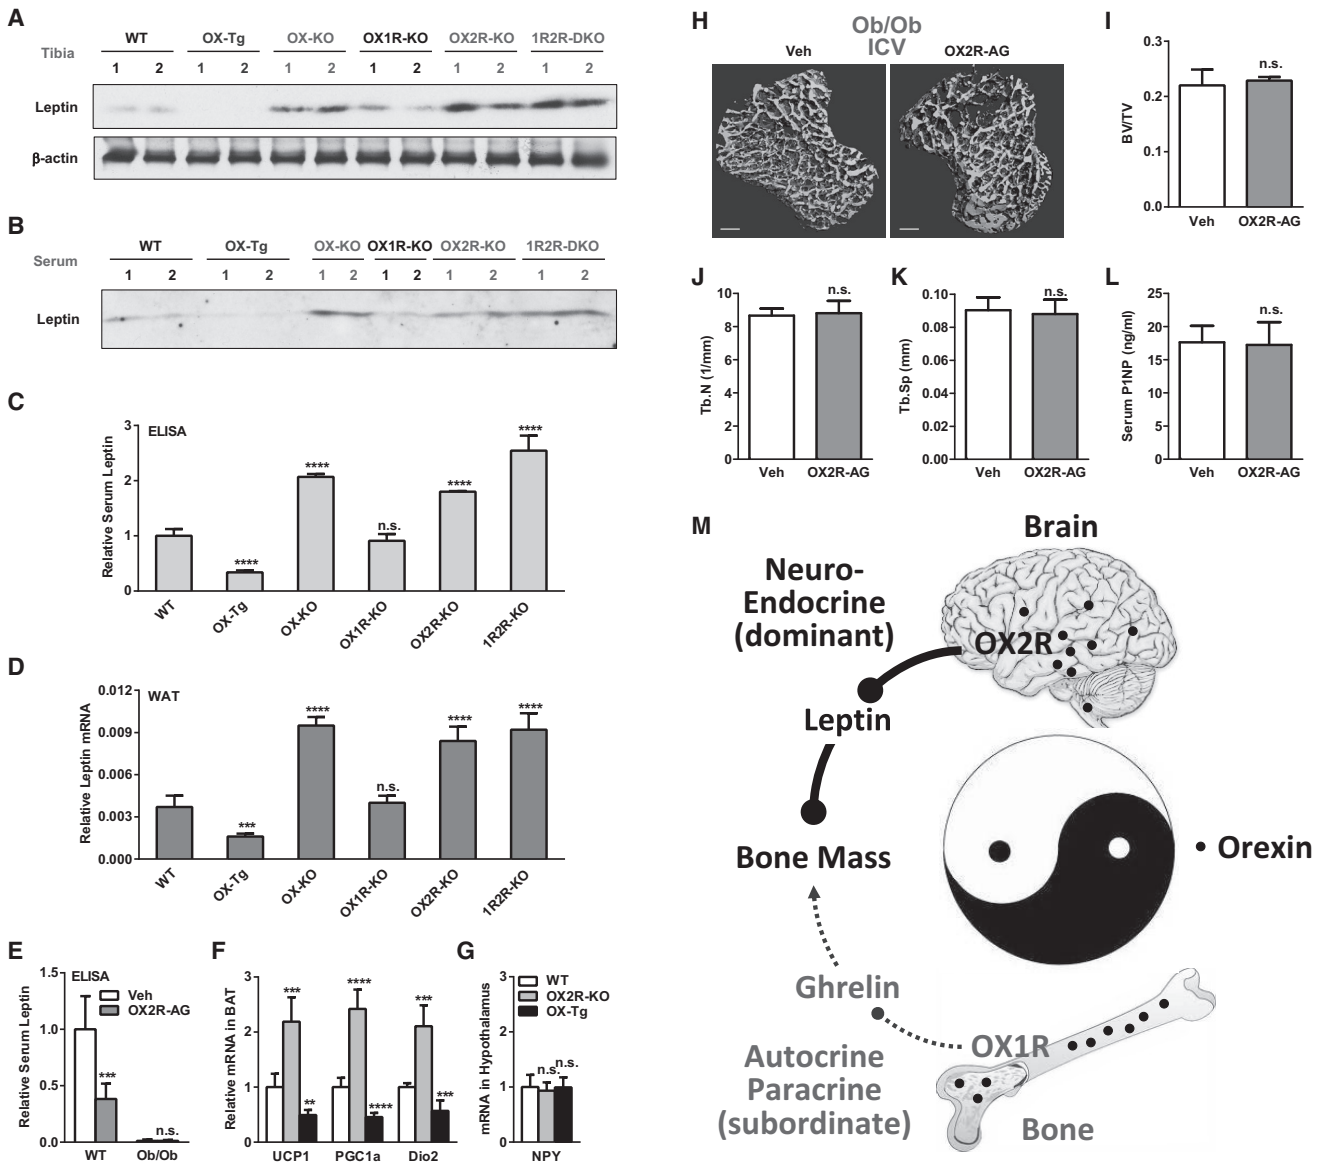 A
WT OX-Tg OX-KO OX1R-KO OX2R-KO 1R2R-DKO
Tibia
1 2 1 2 1 2 1 2 1 2 1 2
Leptin
β-actin
B
WT OX-Tg OX-KO OX1R-KO OX2R-KO 1R2R-DKO
Serum
1 2 1 2 1 2 1 2 1 2 1 2
Leptin
C
ELISA
Relative Serum Leptin
3
2
1
0
**** **** n.s. **** ****
WT OX-Tg OX-KO OX1R-KO OX2R-KO 1R2R-KO
D
WAT
Relative Leptin mRNA
0.012
0.009
0.006
0.003
0.000
*** **** n.s. **** ****
WT OX-Tg OX-KO OX1R-KO OX2R-KO 1R2R-KO
E
ELISA
Relative Serum Leptin
1.5
1.0
0.5
0.0
Veh
OX2R-AG
*** n.s.
WT Ob/Ob
F
Relative mRNA in BAT
3
2
1
0
*** ** **** **** *** ***
UCP1 PGC1a Dio2
G
mRNA in Hypothalamus
3
2
1
0
WT
OX2R-KO
OX-Tg
n.s. n.s.
NPY
H
Ob/Ob
ICV
Veh OX2R-AG
I
BV/TV
0.3
0.2
0.1
0.0
n.s.
Veh OX2R-AG
J
Tb.N (1/mm)
10
8
6
4
2
0
n.s.
Veh OX2R-AG
K
Tb.Sp (mm)
0.10
0.08
0.06
0.04
0.02
0.00
n.s.
Veh OX2R-AG
L
Serum P1NP (ng/ml)
25
20
15
10
5
0
n.s.
Veh OX2R-AG
M
Brain
Neuro-
Endocrine
(dominant)
OX2R
Leptin
Bone Mass
• Orexin
Ghrelin
OX1R
Autocrine
Paracrine
(subordinate)
Bone